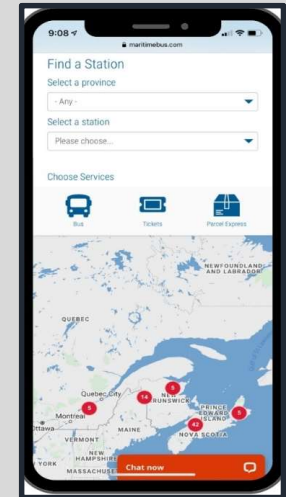 9:08
maritimebus.com
Find a Station
Select a province
- Any -
Select a station
Please choose...
Choose Services
Bus
Tickets
Parcel Express
NEWFOUNDLAND
AND LABRADOR
QUEBEC
5
Quebec City
14
NEW
BRUNSWICK
PRINCE
EDWARD
ISLAND
5
5
Montreal
42
Ottawa
MAINE
NOVA SCOTIA
VERMONT
NEW
HAMPSHIRE
YORK
MASSACHUSE
Chat now